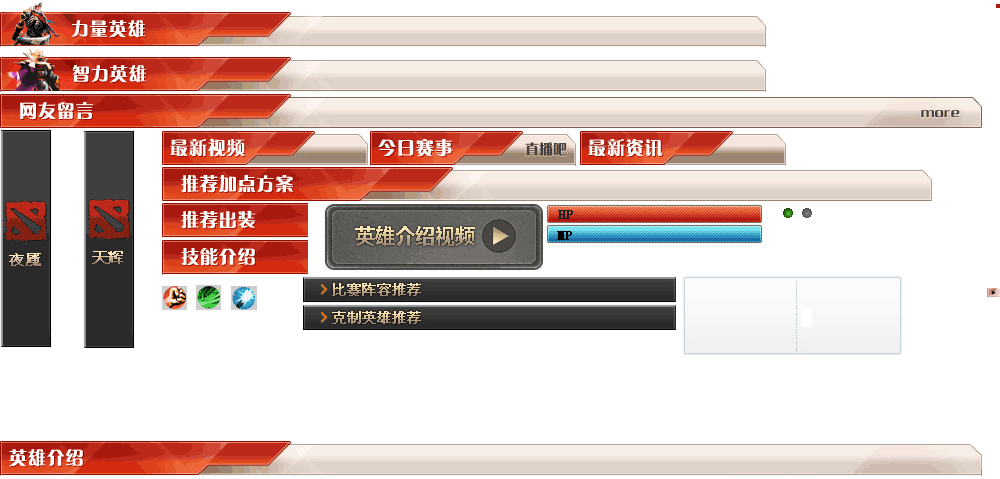 力量英雄
智力英雄
网友留言 more
最新视频 今日赛事 直播吧 最新资讯
推荐加点方案
推荐出装
英雄介绍视频
HP
MP
夜魇
天辉
技能介绍
比赛阵容推荐
克制英雄推荐
英雄介绍